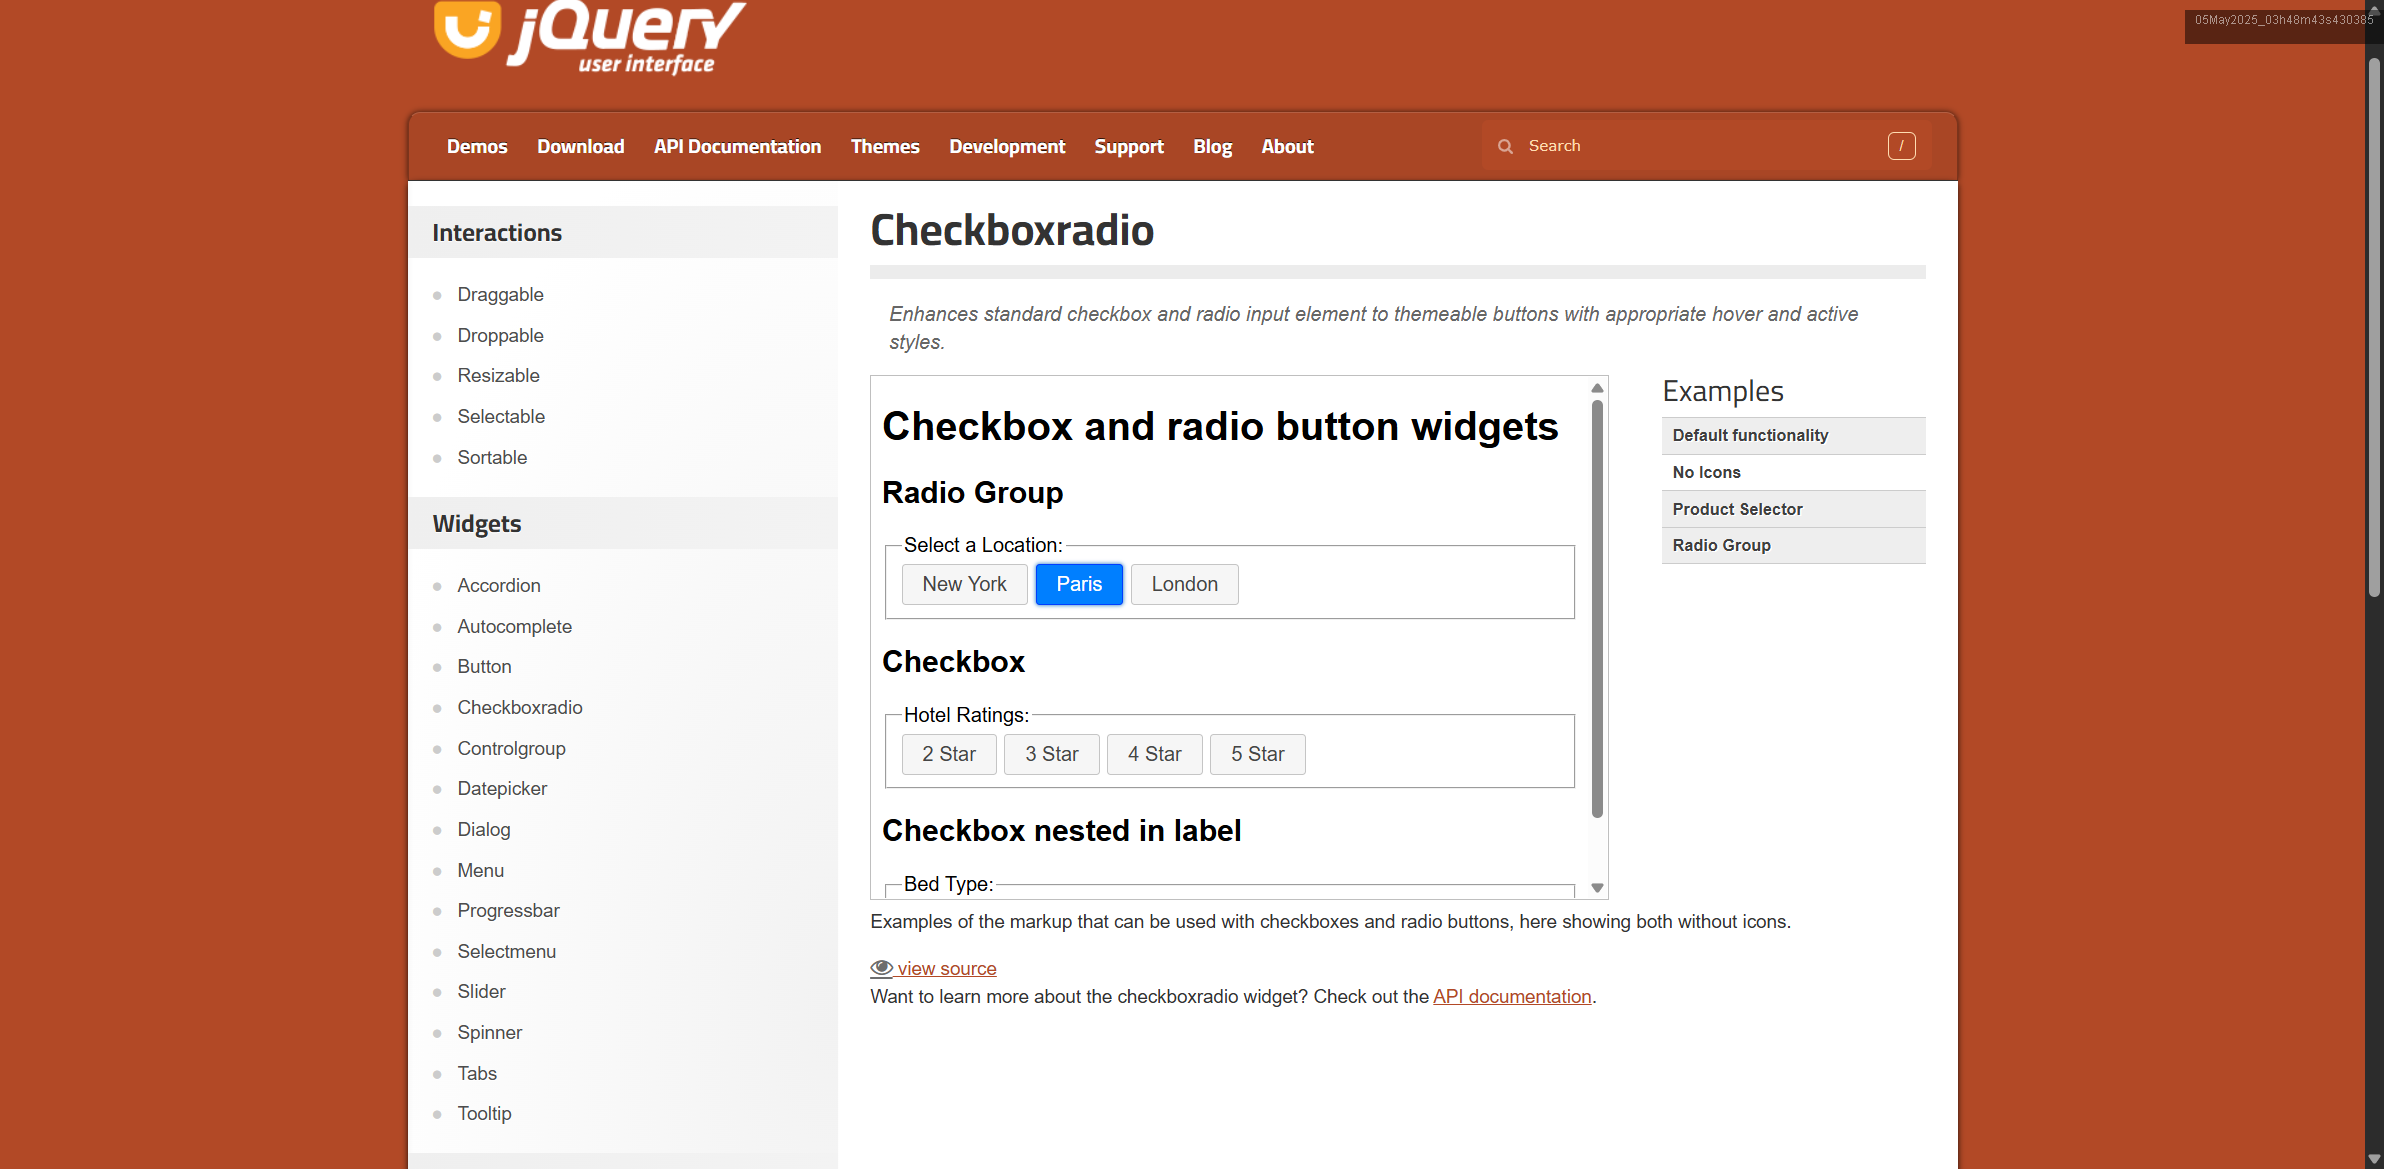 jQuery
user interface
05May2025_03h48m43s430385
Demos Download API Documentation Themes Development Support Blog About Search /
Interactions
Draggable
Droppable
Resizable
Selectable
Sortable
Widgets
Accordion
Autocomplete
Button
Checkboxradio
Controlgroup
Datepicker
Dialog
Menu
Progressbar
Selectmenu
Slider
Spinner
Tabs
Tooltip
Checkboxradio
Enhances standard checkbox and radio input element to themeable buttons with appropriate hover and active
styles.
Checkbox and radio button widgets
Radio Group
Select a Location:
New York Paris London
Checkbox
Hotel Ratings:
2 Star 3 Star 4 Star 5 Star
Checkbox nested in label
Bed Type:
Examples
Default functionality
No Icons
Product Selector
Radio Group
Examples of the markup that can be used with checkboxes and radio buttons, here showing both without icons.
view source
Want to learn more about the checkboxradio widget? Check out the API documentation.